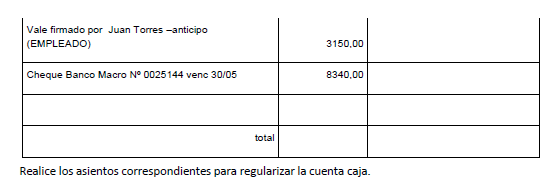 Vale firmado por Juan Torres –anticipo
(EMPLEADO) 3150,00
Cheque Banco Macro Nº 0025144 venc 30/05 8340,00
total
Realice los asientos correspondientes para regularizar la cuenta caja.